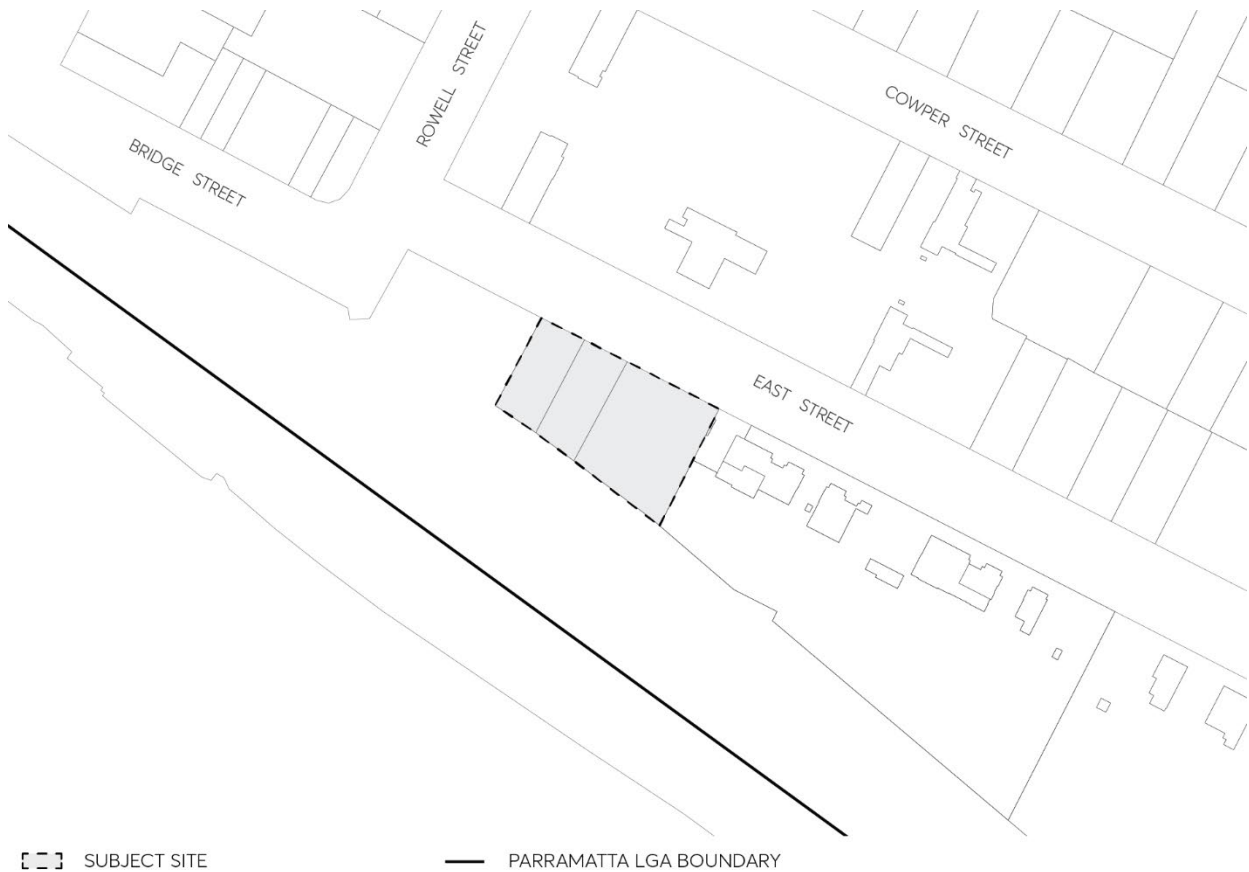 ROWELL STREET
COWPER STREET
BRIDGE STREET
EAST STREET
SUBJECT SITE
PARRAMATTA LGA BOUNDARY